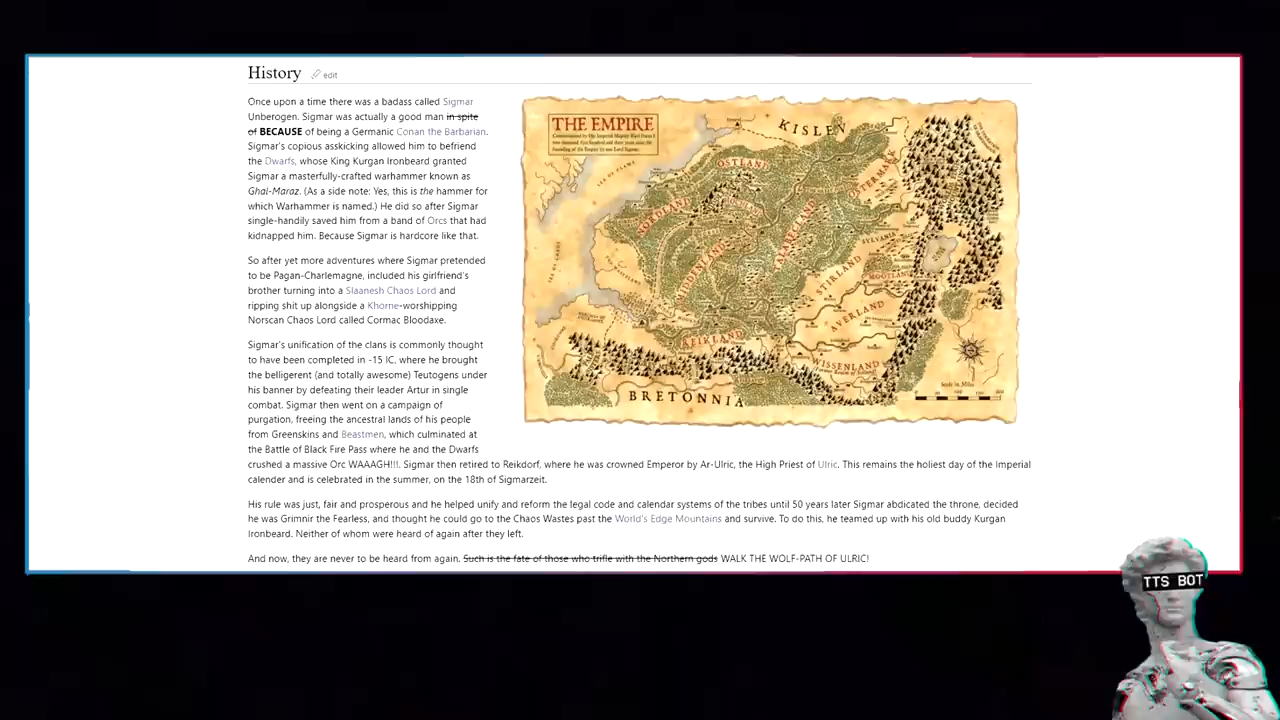 History edit
Once upon a time there was a badass called Sigmar
Unberogen. Sigmar was actually a good man in spite
of BECAUSE of being a Germanic Conan the Barbarian.
Sigmar's copious asskicking allowed him to befriend
the Dwarfs, whose King Kurgan Ironbeard granted
Sigmar a masterfully-crafted warhammer known as
Ghal-Maraz. (As a side note: Yes, this is the hammer for
which Warhammer is named.) He did so after Sigmar
single-handily saved him from a band of Orcs that had
kidnapped him. Because Sigmar is hardcore like that.
So after yet more adventures where Sigmar pretended
to be Pagan-Charlemagne, included his girlfriend's
brother turning into a Slaanesh Chaos Lord and
ripping shit up alongside a Khorne-worshipping
Norscan Chaos Lord called Cormac Bloodaxe.
Sigmar's unification of the clans is commonly thought
to have been completed in -15 IC, where he brought
the belligerent (and totally awesome) Teutogens under
his banner by defeating their leader Artur in single
combat. Sigmar then went on a campaign of
purgation, freeing the ancestral lands of his people
from Greenskins and Beastmen, which culminated at
the Battle of Black Fire Pass where he and the Dwarfs
crushed a massive Orc WAAAGH!!!. Sigmar then retired to Reikdorf, where he was crowned Emperor by Ar-Ulric, the High Priest of Ulric. This remains the holiest day of the Imperial
calender and is celebrated in the summer, on the 18th of Sigmarzeit.
His rule was just, fair and prosperous and he helped unify and reform the legal code and calendar systems of the tribes until 50 years later Sigmar abdicated the throne, decided
he was Grimnir the Fearless, and thought he could go to the Chaos Wastes past the World's Edge Mountains and survive. To do this, he teamed up with his old buddy Kurgan
Ironbeard. Neither of whom were heard of again after they left.
And now, they are never to be heard from again. Such is the fate of those who trifle with the Northern gods WALK THE WOLF-PATH OF ULRIC!
THE EMPIRE
KISLEV
OSTLAND
OSTERMARK
NORDLAND
SYLVANIA
MOOTLAND
AVERLAND
REIKLAND
WISSENLAND
Scale in Miles
BRETONNIA
TTS BOT